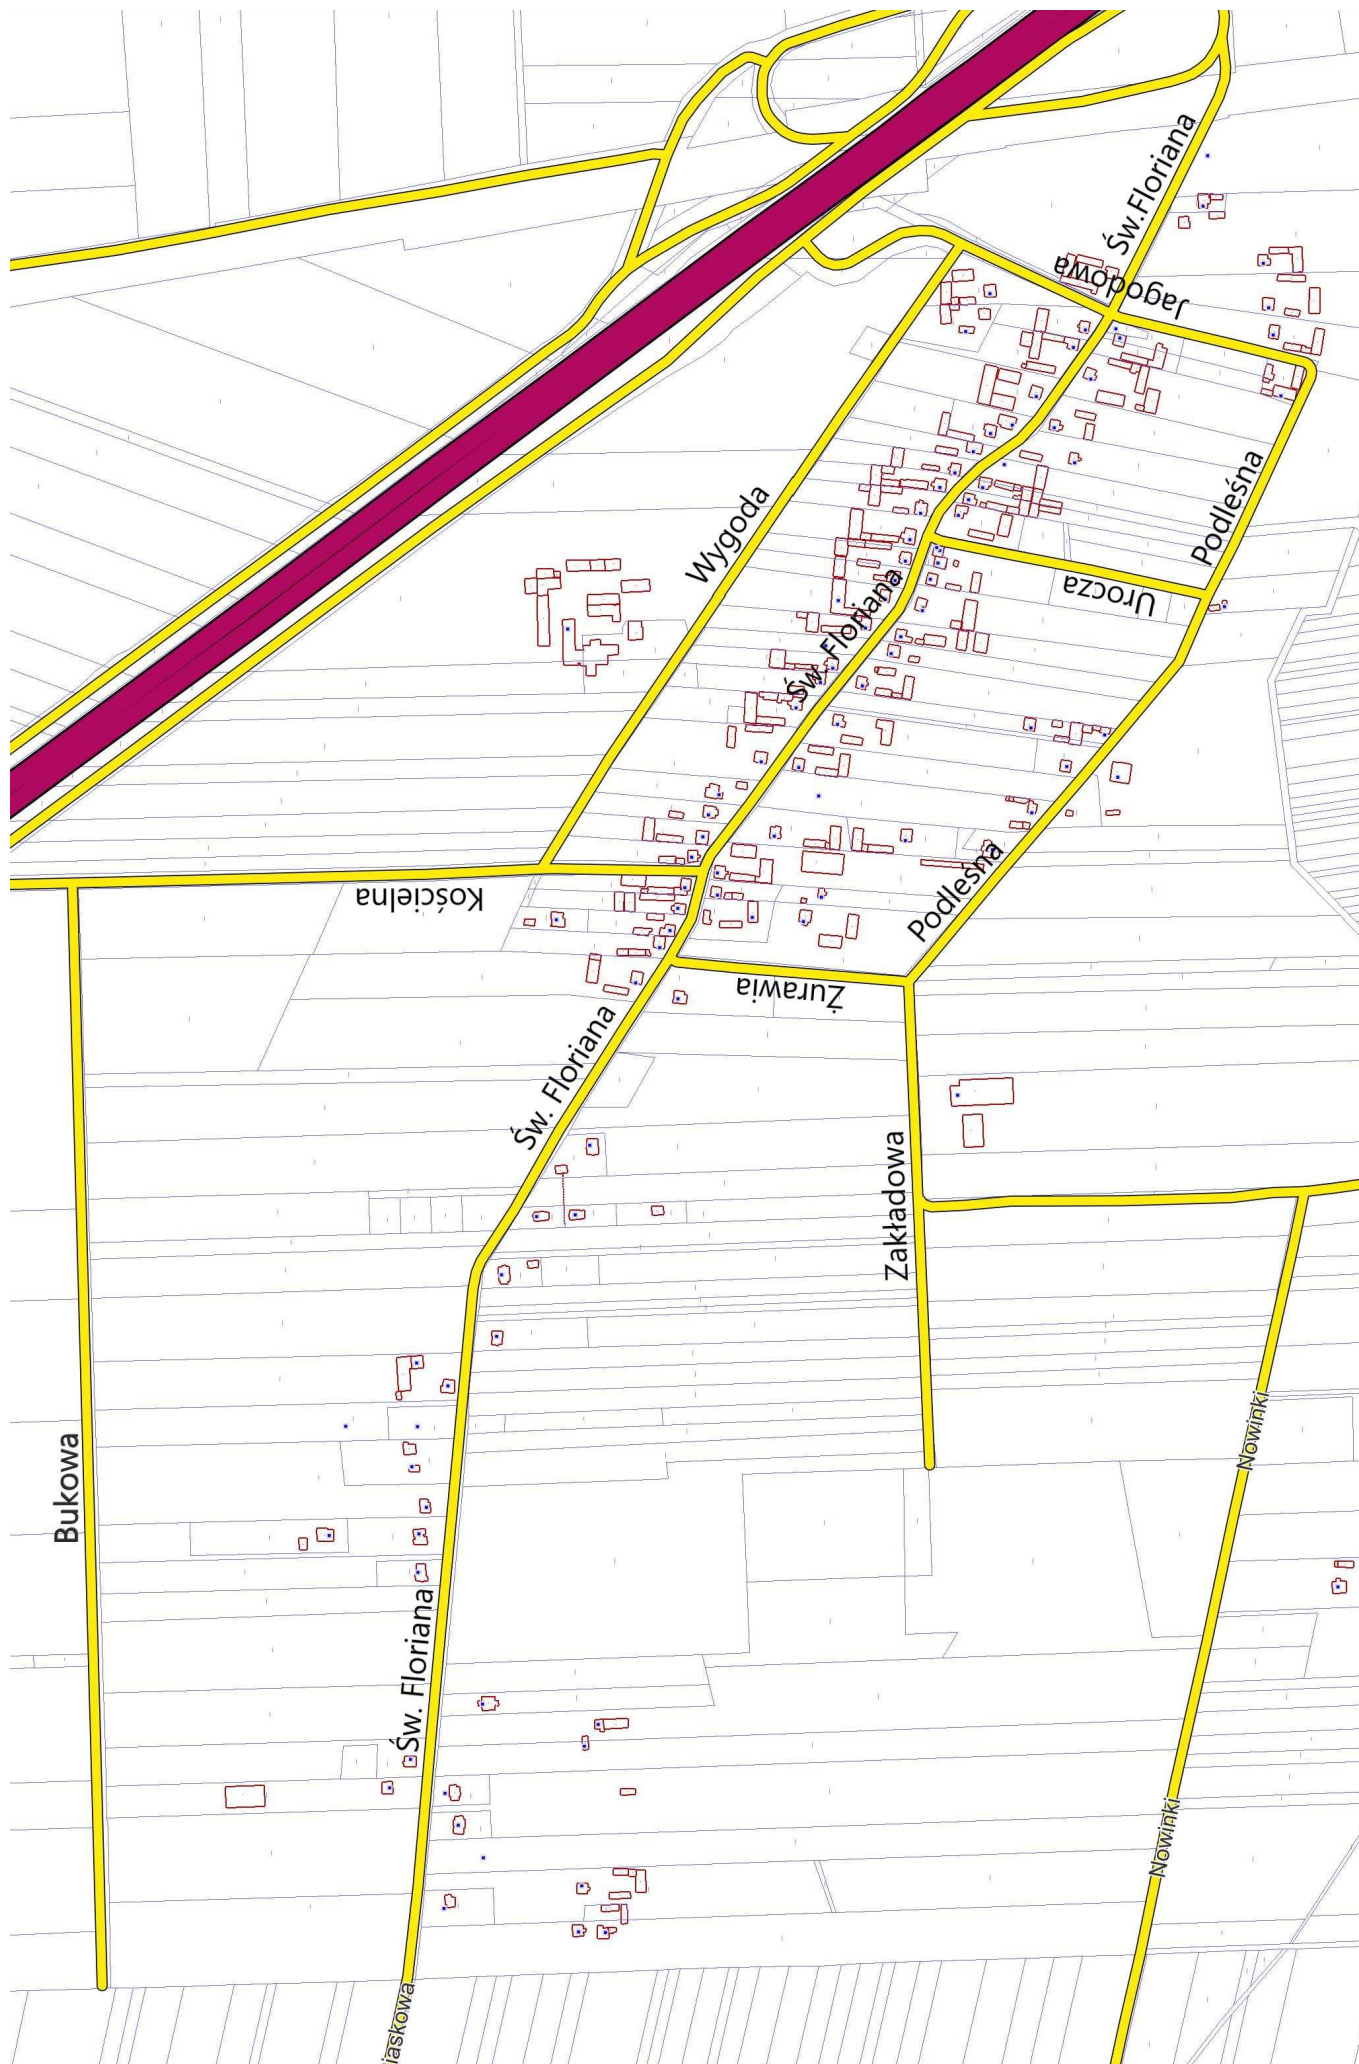 Św.Floriana
Jagodowa
Wygoda
Podleśna
Urocza
Św. Floriana
Kościelna
Podleśna
Żurawia
Św. Floriana
Zakładowa
Bukowa
Nowinki
Św. Floriana
Nowinki
iaskowa